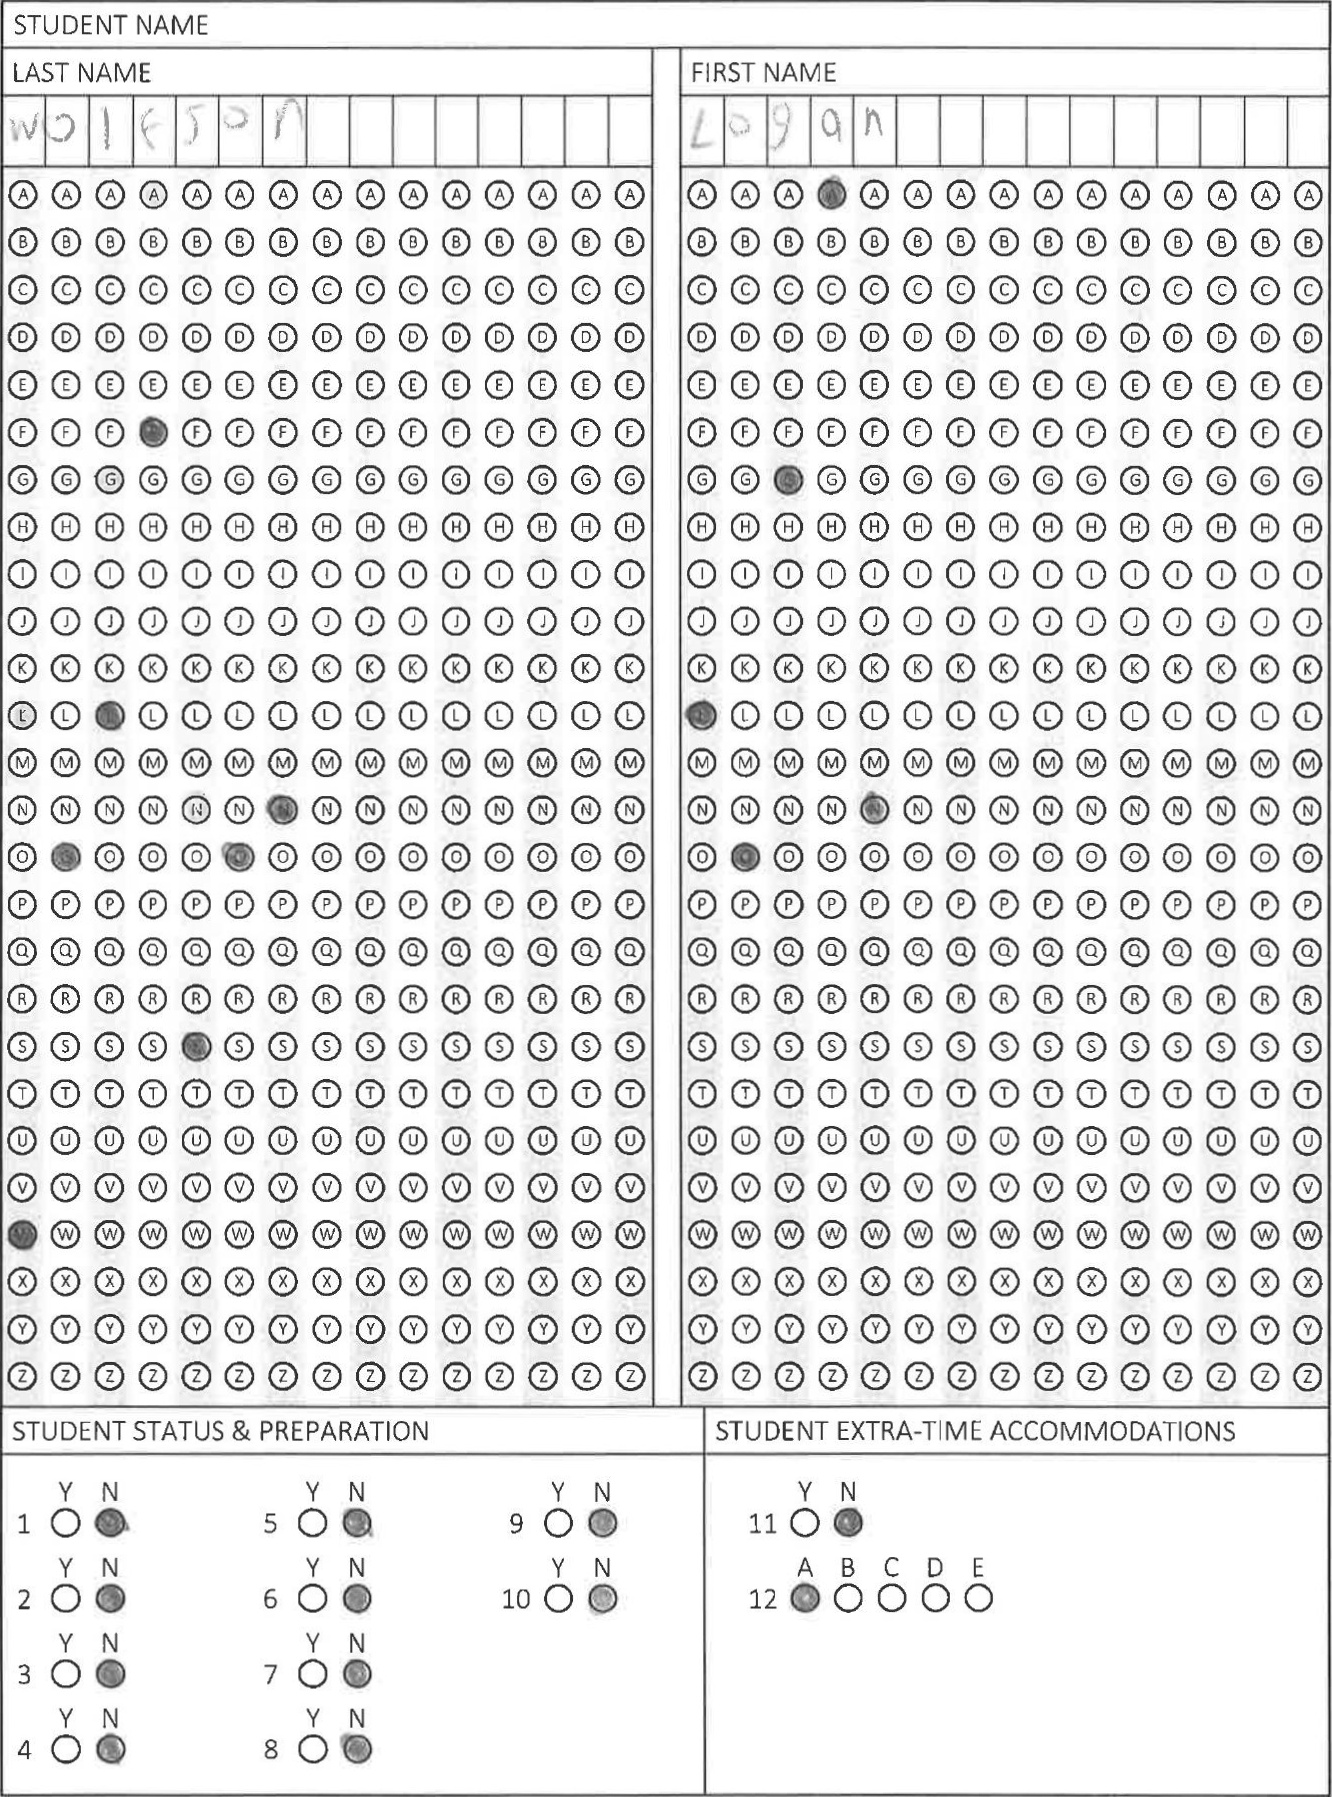 STUDENT NAME
LAST NAME FIRST NAME
wolfson Logan
A A A A A A A A A A A A A A A A A A A A A A A A A A A A A A
B B B B B B B B B B B B B B B B B B B B B B B B B B B B B B
C C C C C C C C C C C C C C C C C C C C C C C C C C C C C C
D D D D D D D D D D D D D D D D D D D D D D D D D D D D D D
E E E E E E E E E E E E E E E E E E E E E E E E E E E E E E
F F F F F F F F F F F F F F F F F F F F F F F F F F F F F F
G G G G G G G G G G G G G G G G G G G G G G G G G G G G G G
H H H H H H H H H H H H H H H H H H H H H H H H H H H H H H
I I I I I I I I I I I I I I I I I I I I I I I I I I I I I I
J J J J J J J J J J J J J J J J J J J J J J J J J J J J J J
K K K K K K K K K K K K K K K K K K K K K K K K K K K K K K
L L L L L L L L L L L L L L L L L L L L L L L L L L L L L L
M M M M M M M M M M M M M M M M M M M M M M M M M M M M M M
N N N N N N N N N N N N N N N N N N N N N N N N N N N N N N
O O O O O O O O O O O O O O O O O O O O O O O O O O O O O O
P P P P P P P P P P P P P P P P P P P P P P P P P P P P P P
Q Q Q Q Q Q Q Q Q Q Q Q Q Q Q Q Q Q Q Q Q Q Q Q Q Q Q Q Q Q
R R R R R R R R R R R R R R R R R R R R R R R R R R R R R R
S S S S S S S S S S S S S S S S S S S S S S S S S S S S S S
T T T T T T T T T T T T T T T T T T T T T T T T T T T T T T
U U U U U U U U U U U U U U U U U U U U U U U U U U U U U U
V V V V V V V V V V V V V V V V V V V V V V V V V V V V V V
W W W W W W W W W W W W W W W W W W W W W W W W W W W W W W
X X X X X X X X X X X X X X X X X X X X X X X X X X X X X X
Y Y Y Y Y Y Y Y Y Y Y Y Y Y Y Y Y Y Y Y Y Y Y Y Y Y Y Y Y Y
Z Z Z Z Z Z Z Z Z Z Z Z Z Z Z Z Z Z Z Z Z Z Z Z Z Z Z Z Z Z
STUDENT STATUS & PREPARATION STUDENT EXTRA-TIME ACCOMMODATIONS
Y N Y N Y N Y N
1 5 9 11
Y N Y N Y N A B C D E
2 6 10 12
Y N Y N
3 7
Y N Y N
4 8